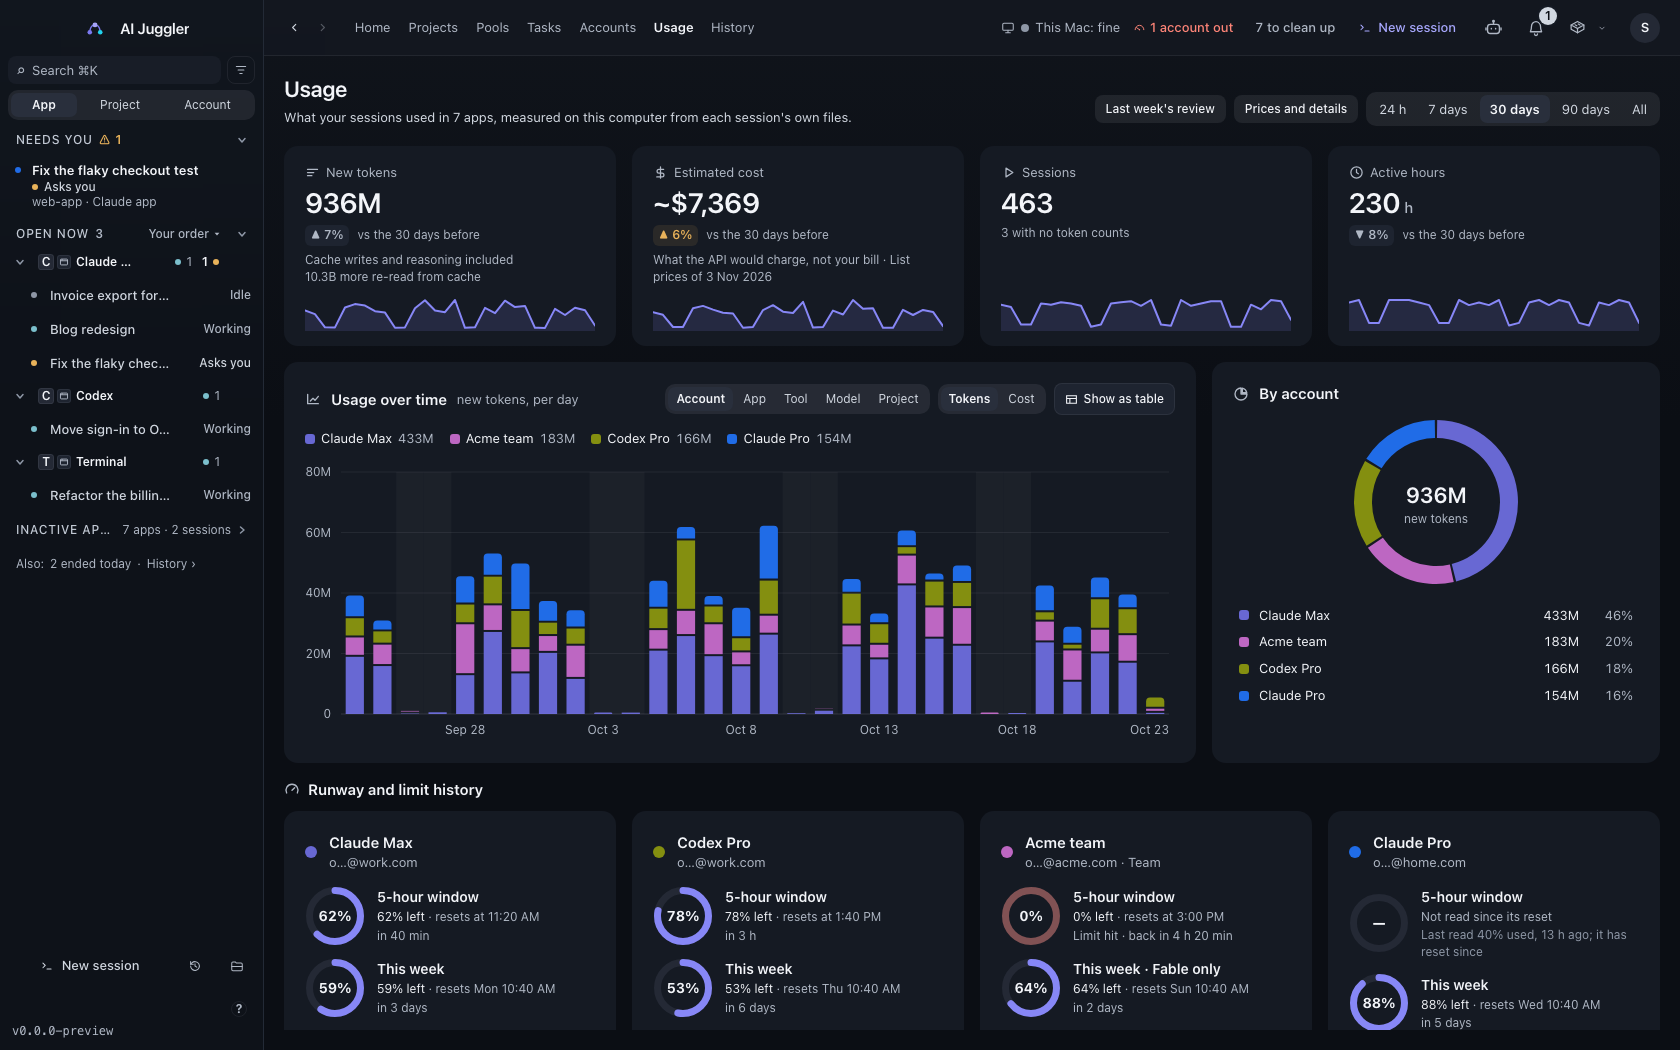 AI Juggler
Search ⌘K
App Project Account
NEEDS YOU 1
Fix the flaky checkout test
Asks you
web-app · Claude app
OPEN NOW 3 Your order
C Claude ... 1 1
Invoice export for... Idle
Blog redesign Working
Fix the flaky chec... Asks you
C Codex 1
Move sign-in to O... Working
T Terminal 1
Refactor the billin... Working
INACTIVE AP... 7 apps · 2 sessions
Also: 2 ended today · History ›
New session
?
v0.0.0-preview
Home Projects Pools Tasks Accounts Usage History
This Mac: fine 1 account out 7 to clean up New session 1 S
Usage
What your sessions used in 7 apps, measured on this computer from each session's own files.
Last week's review Prices and details 24 h 7 days 30 days 90 days All
New tokens
936M
▲ 7% vs the 30 days before
Cache writes and reasoning included
10.3B more re-read from cache
Estimated cost
~$7,369
▲ 6% vs the 30 days before
What the API would charge, not your bill · List
prices of 3 Nov 2026
Sessions
463
3 with no token counts
Active hours
230 h
▼ 8% vs the 30 days before
Usage over time new tokens, per day
Account App Tool Model Project Tokens Cost Show as table
Claude Max 433M Acme team 183M Codex Pro 166M Claude Pro 154M
80M
60M
40M
20M
0
Sep 28 Oct 3 Oct 8 Oct 13 Oct 18 Oct 23
By account
936M
new tokens
Claude Max 433M 46%
Acme team 183M 20%
Codex Pro 166M 18%
Claude Pro 154M 16%
Runway and limit history
Claude Max
o...@work.com
62%
5-hour window
62% left · resets at 11:20 AM
in 40 min
59%
This week
59% left · resets Mon 10:40 AM
in 3 days
Codex Pro
o...@work.com
78%
5-hour window
78% left · resets at 1:40 PM
in 3 h
53%
This week
53% left · resets Thu 10:40 AM
in 6 days
Acme team
o...@acme.com · Team
0%
5-hour window
0% left · resets at 3:00 PM
Limit hit · back in 4 h 20 min
64%
This week · Fable only
64% left · resets Sun 10:40 AM
in 2 days
Claude Pro
o...@home.com
–
5-hour window
Not read since its reset
Last read 40% used, 13 h ago; it has
reset since
88%
This week
88% left · resets Wed 10:40 AM
in 5 days